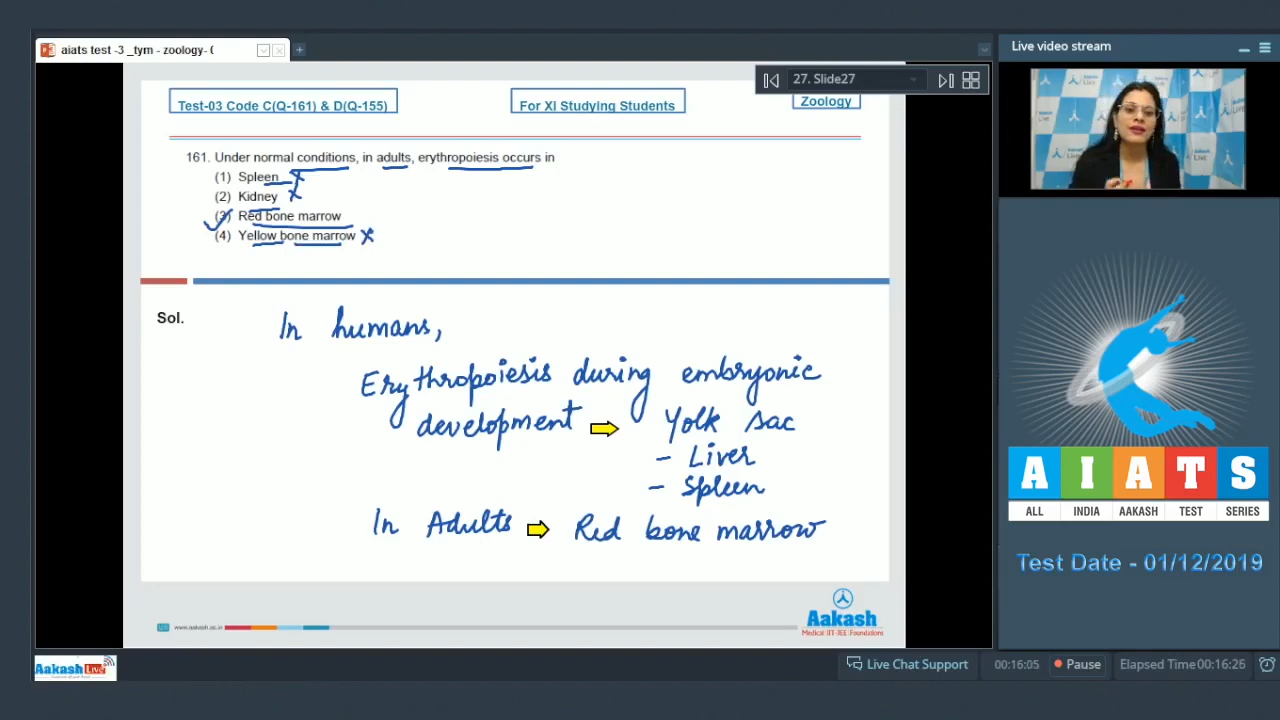 aiats test -3 _tym - zoology- (
Live video stream
27. Slide27
Test-03 Code C(Q-161) & D(Q-155)
For XI Studying Students
Zoology
161. Under normal conditions, in adults, erythropoiesis occurs in
(1) Spleen
(2) Kidney
(3) Red bone marrow
(4) Yellow bone marrow
Sol.
In humans,
Erythropoiesis during embryonic
development Yolk sac
- Liver
- Spleen
In Adults Red bone marrow
A I A T S
ALL INDIA AAKASH TEST SERIES
Test Date - 01/12/2019
www.aakash.ac.in
Aakash
Medical|IIT-JEE|Foundations
Aakash Live
Live Chat Support
00:16:05
Pause
Elapsed Time 00:16:26